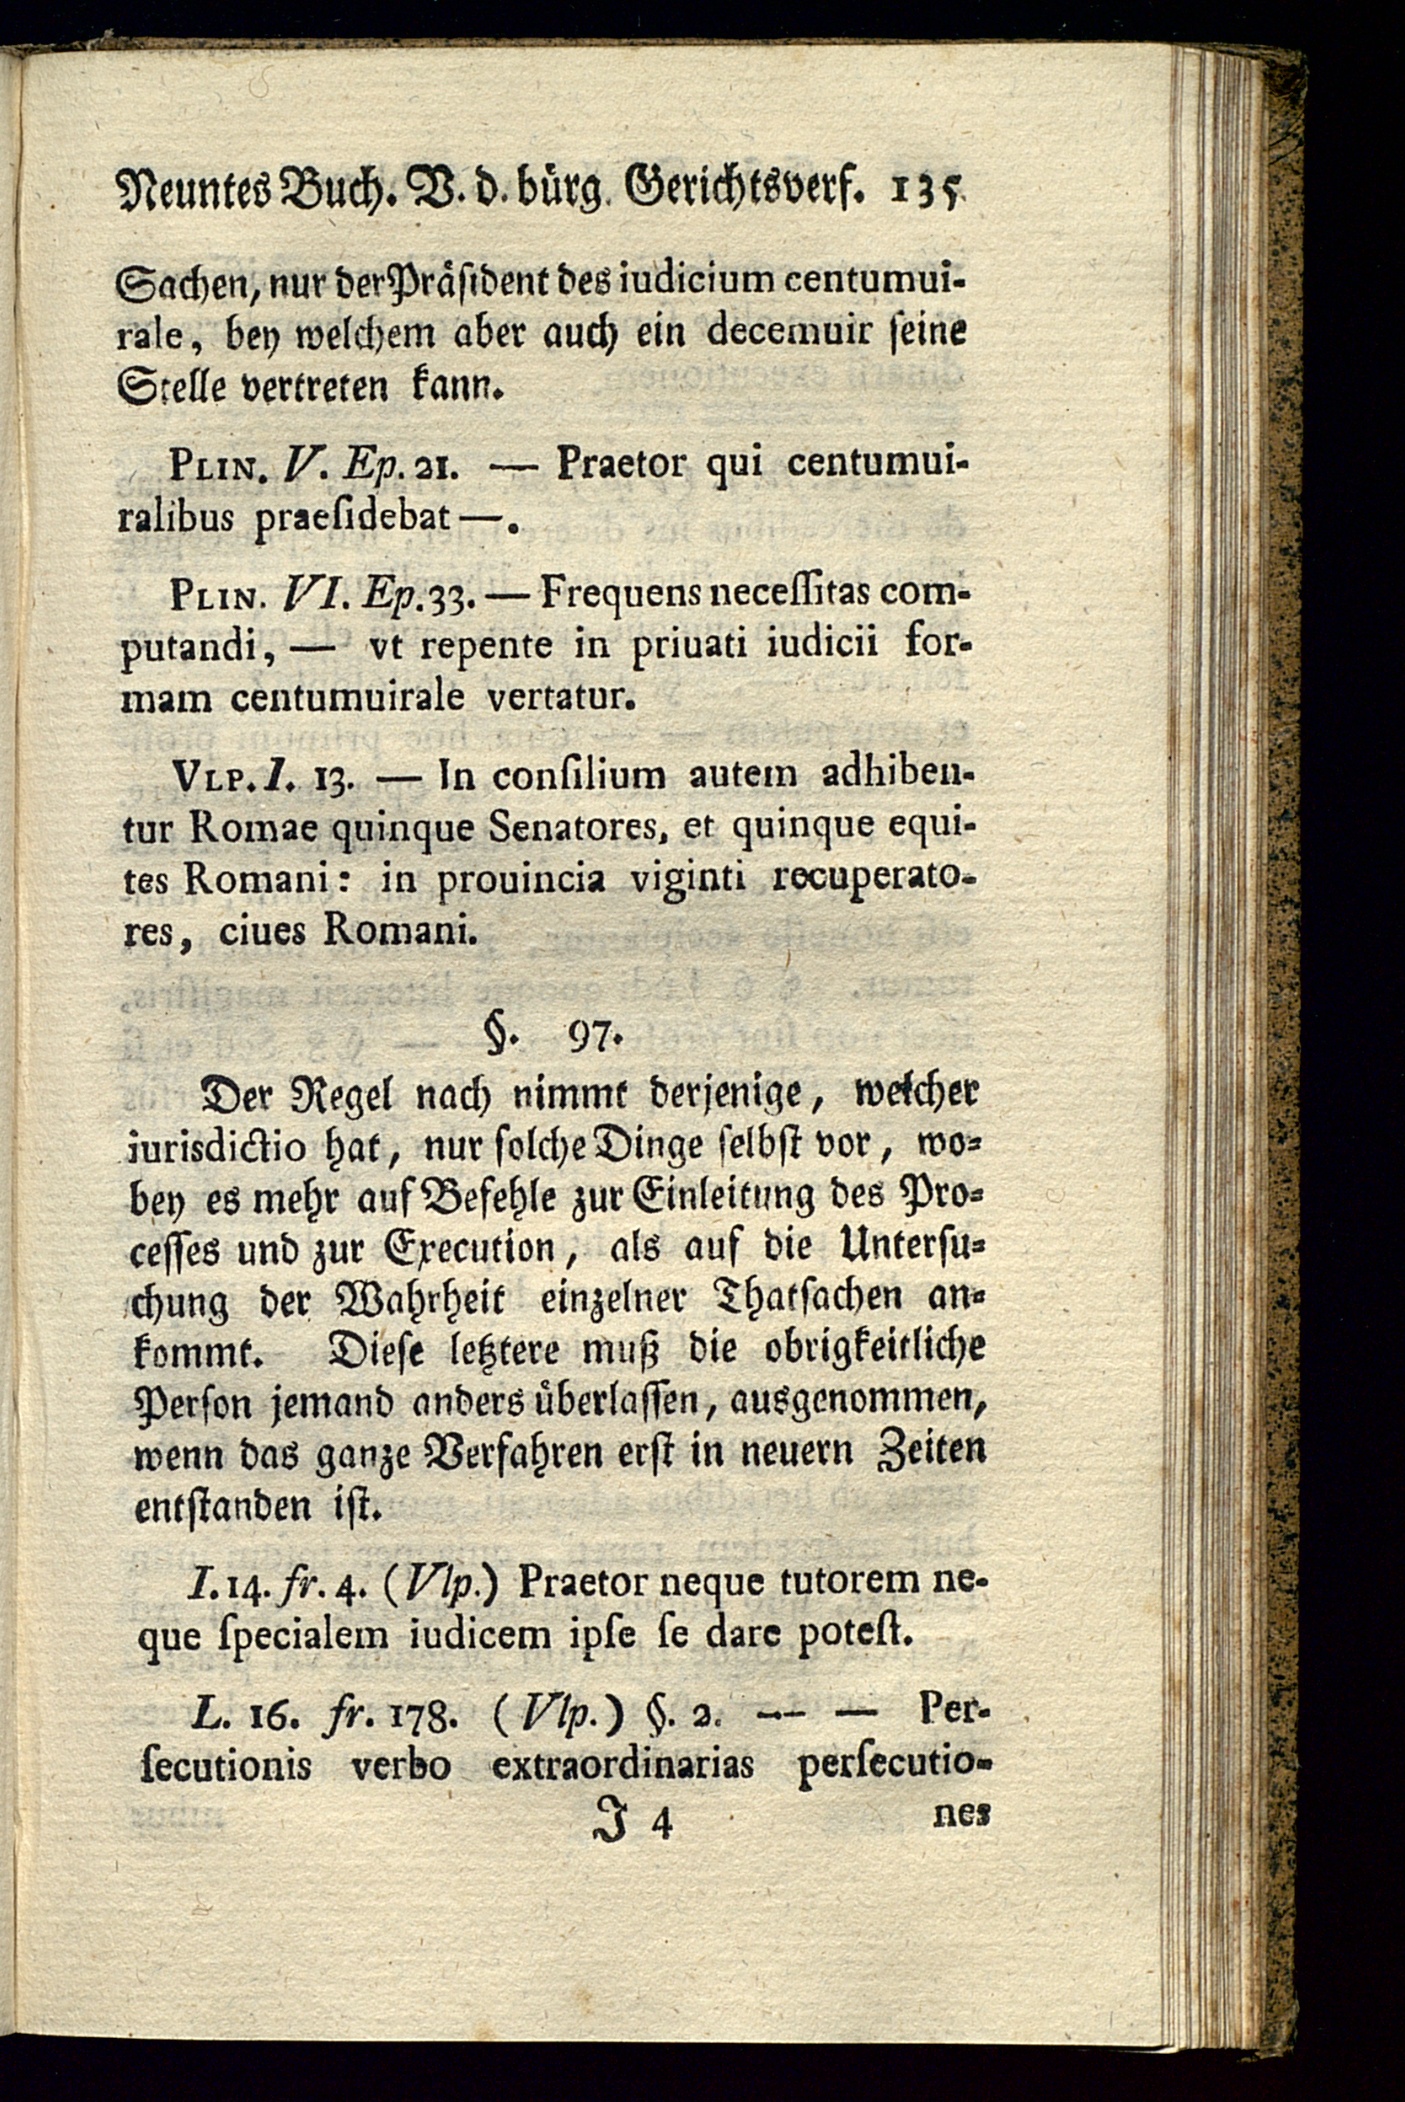 Neuntes Buch. V. d. bürg. Gerichtsverf. 135
Sachen, nur der Präsident des iudicium centumui-
rale, bey welchem aber auch ein decemuir seine
Stelle vertreten kann.
PLIN. V. Ep. 21. — Praetor qui centumui-
ralibus praeſidebat —.
PLIN. VI. Ep. 33. — Frequens neceſſitas com-
putandi, — vt repente in priuati iudicii for-
mam centumuirale vertatur.
VLP. I. 13. — In conſilium autem adhiben-
tur Romae quinque Senatores, et quinque equi-
tes Romani: in prouincia viginti recuperato-
res, ciues Romani.
§. 97.
Der Regel nach nimmt derjenige, welcher
iurisdictio hat, nur solche Dinge selbst vor, wo-
bey es mehr auf Befehle zur Einleitung des Pro-
cesses und zur Execution, als auf die Untersu-
chung der Wahrheit einzelner Thatsachen an-
kommt. Diese letztere muß die obrigkeitliche
Person jemand anders überlassen, ausgenommen,
wenn das ganze Verfahren erst in neuern Zeiten
entstanden ist.
I. 14. fr. 4. (Vlp.) Praetor neque tutorem ne-
que ſpecialem iudicem ipſe ſe dare poteſt.
L. 16. fr. 178. (Vlp.) §. 2. — — Per-
ſecutionis verbo extraordinarias perſecutio-
J 4 nes